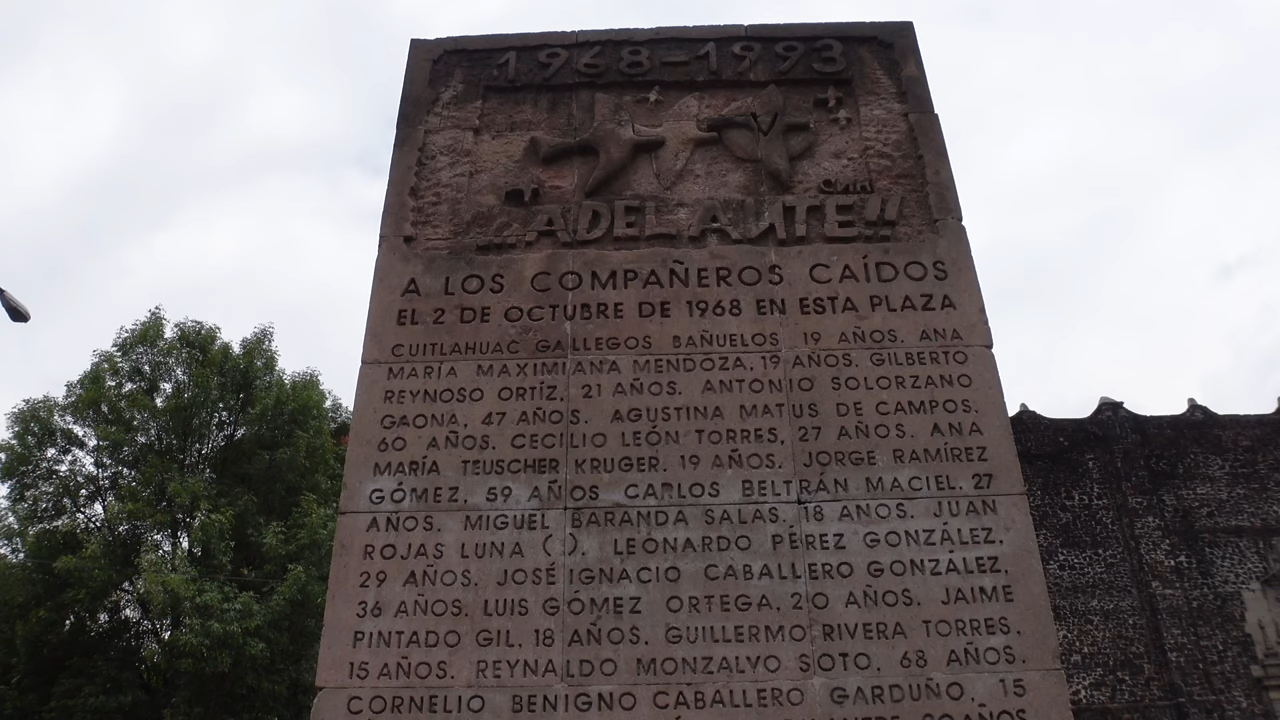 1968-1993
...ADELANTE!!
A LOS COMPAÑEROS CAÍDOS
EL 2 DE OCTUBRE DE 1968 EN ESTA PLAZA
CUITLAHUAC GALLEGOS BAÑUELOS 19 AÑOS. ANA
MARÍA MAXIMIANA MENDOZA, 19 AÑOS. GILBERTO
REYNOSO ORTÍZ, 21 AÑOS. ANTONIO SOLORZANO
GAONA, 47 AÑOS. AGUSTINA MATUS DE CAMPOS,
60 AÑOS. CECILIO LEÓN TORRES, 27 AÑOS. ANA
MARÍA TEUSCHER KRUGER. 19 AÑOS. JORGE RAMÍREZ
GÓMEZ, 59 AÑOS CARLOS BELTRÁN MACIEL. 27
AÑOS. MIGUEL BARANDA SALAS. 18 AÑOS. JUAN
ROJAS LUNA ( ). LEONARDO PÉREZ GONZÁLEZ,
29 AÑOS. JOSÉ IGNACIO CABALLERO GONZÁLEZ,
36 AÑOS. LUIS GÓMEZ ORTEGA, 20 AÑOS. JAIME
PINTADO GIL, 18 AÑOS. GUILLERMO RIVERA TORRES,
15 AÑOS. REYNALDO MONZALVO SOTO, 68 AÑOS.
CORNELIO BENIGNO CABALLERO GARDUÑO, 15